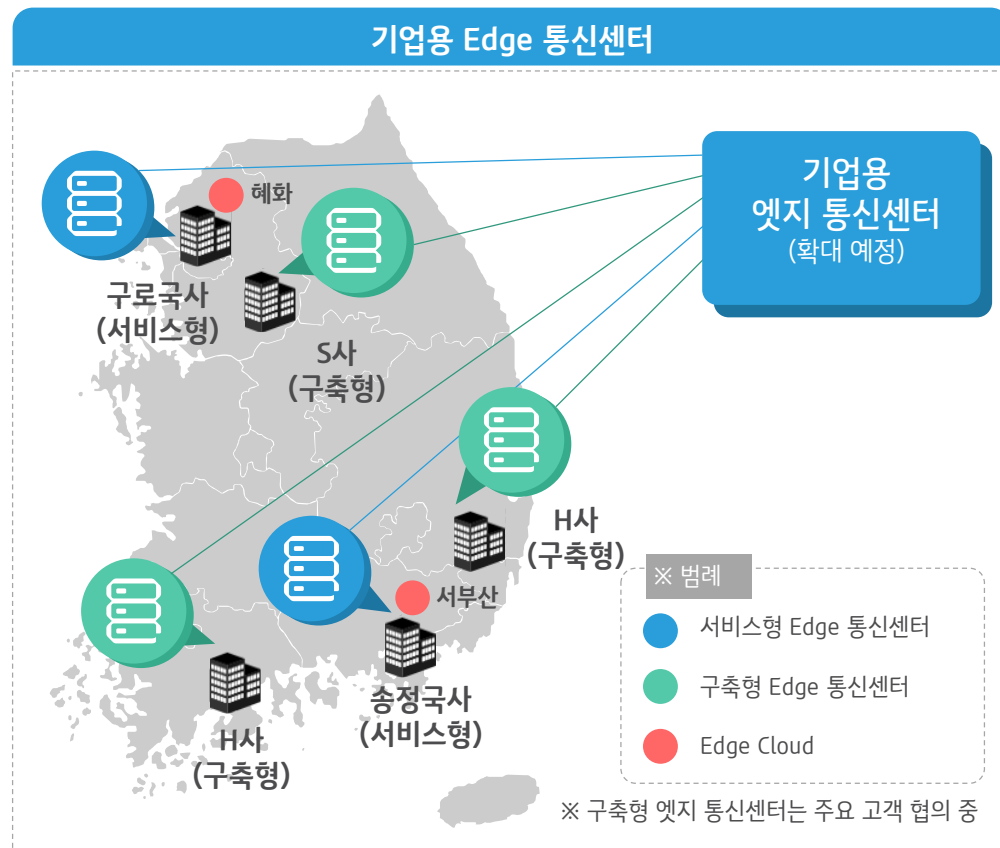 기업용 Edge 통신센터
기업용
엣지 통신센터
(확대 예정)
혜화
구로국사
(서비스형)
S사
(구축형)
H사
(구축형)
서부산
송정국사
(서비스형)
H사
(구축형)
※ 범례
서비스형 Edge 통신센터
구축형 Edge 통신센터
Edge Cloud
※ 구축형 엣지 통신센터는 주요 고객 협의 중